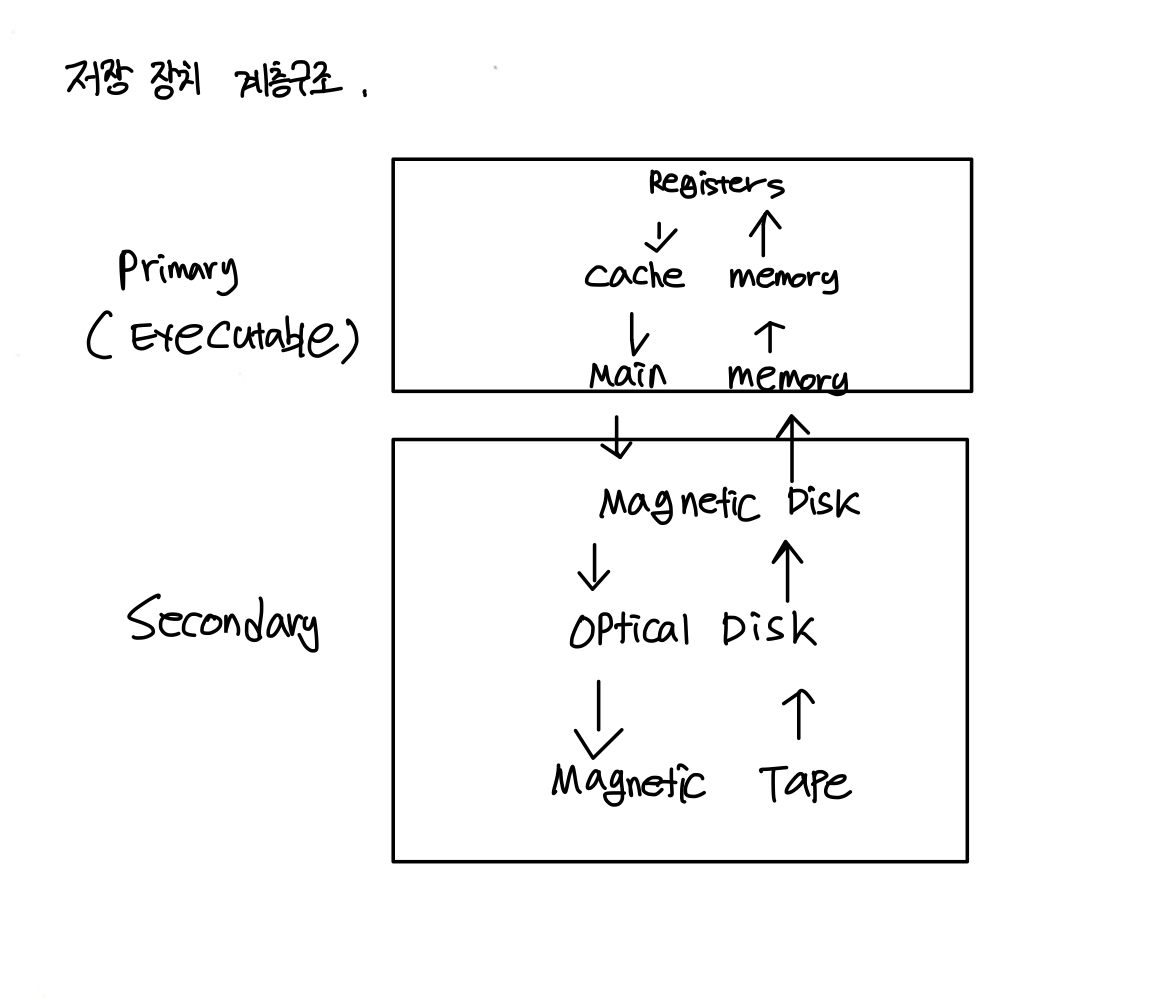 저장 장치 계층구조.
Registers
cache memory
Main memory
Primary
(Executable)
Magnetic Disk
Optical Disk
Magnetic Tape
Secondary